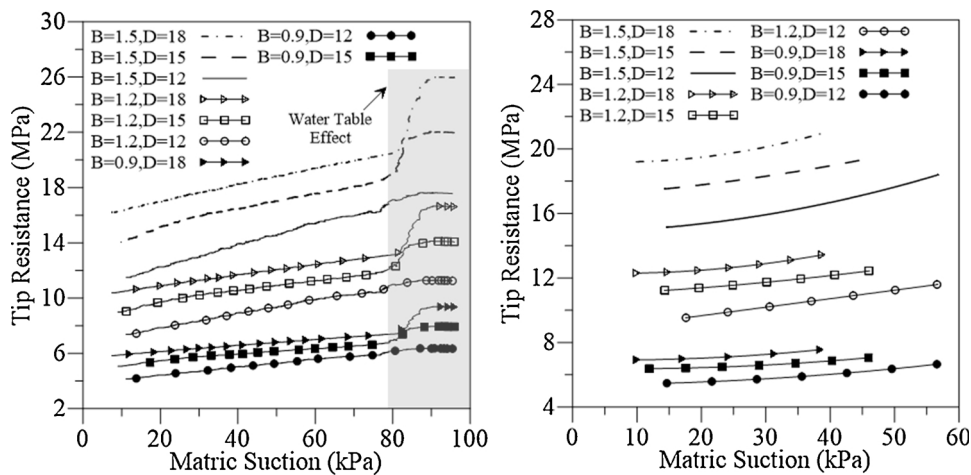 30
26
22
18
14
10
6
2
Tip Resistance (MPa)
B=1.5,D=18
B=0.9,D=12
B=1.5,D=15
B=0.9,D=15
B=1.5,D=12
B=1.2,D=18
B=1.2,D=15
B=1.2,D=12
B=0.9,D=18
Water Table
Effect
0 20 40 60 80 100
Matric Suction (kPa)
28
24
20
16
12
8
4
Tip Resistance (MPa)
B=1.5,D=18
B=1.2,D=12
B=1.5,D=15
B=0.9,D=18
B=1.5,D=12
B=0.9,D=15
B=1.2,D=18
B=0.9,D=12
B=1.2,D=15
0 10 20 30 40 50 60
Matric Suction (kPa)